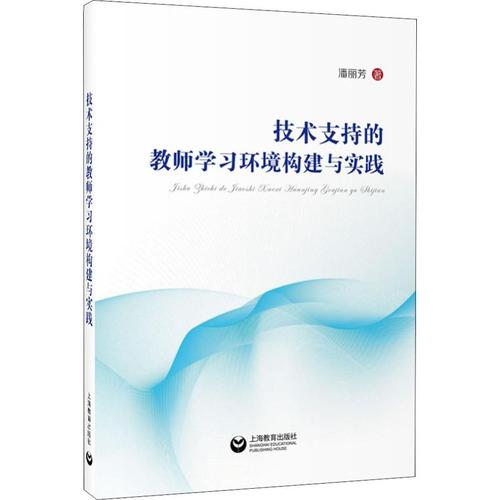 潘丽芳 著
技术支持的
教师学习环境构建与实践
Jishu Zhichi de Jiaoshi Xuexi Huanjing Goujian yu Shijian
上海教育出版社
SHANGHAI EDUCATIONAL
PUBLISHING HOUSE
技术支持的教师学习环境构建与实践
上海教育出版社